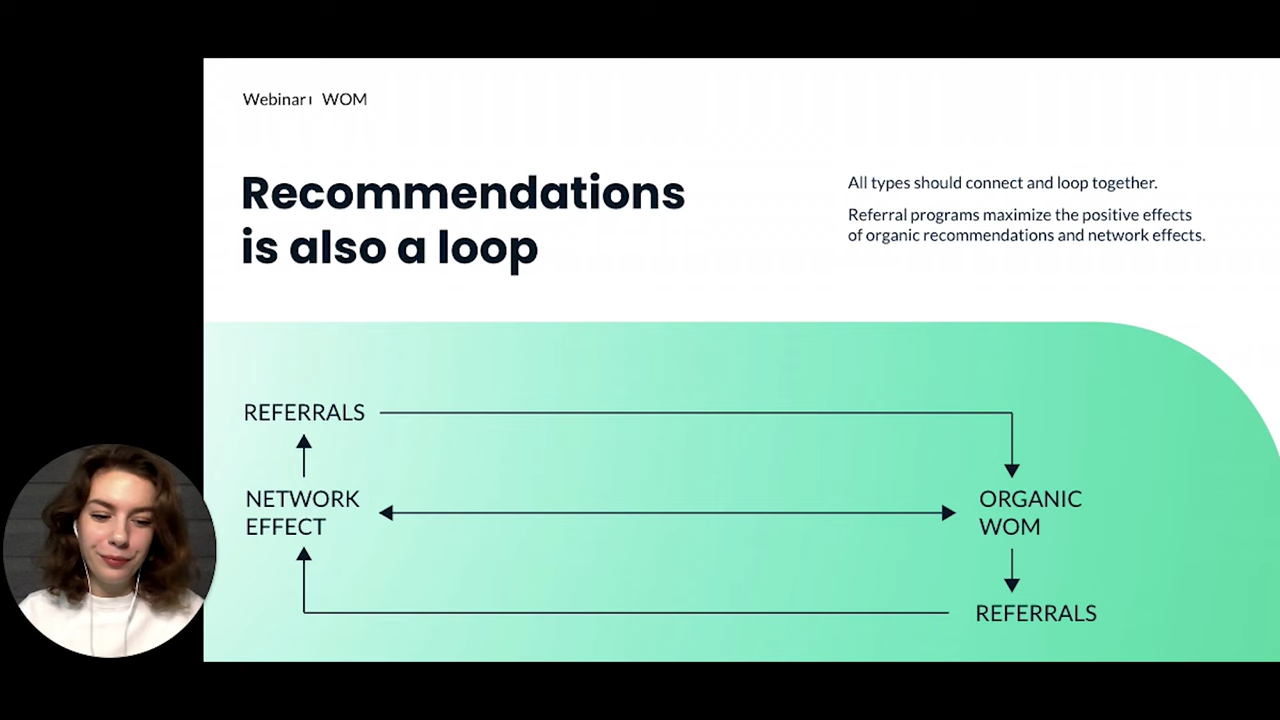 Webinar WOM
Recommendations
is also a loop
All types should connect and loop together.
Referral programs maximize the positive effects
of organic recommendations and network effects.
REFERRALS
NETWORK
EFFECT
ORGANIC
WOM
REFERRALS